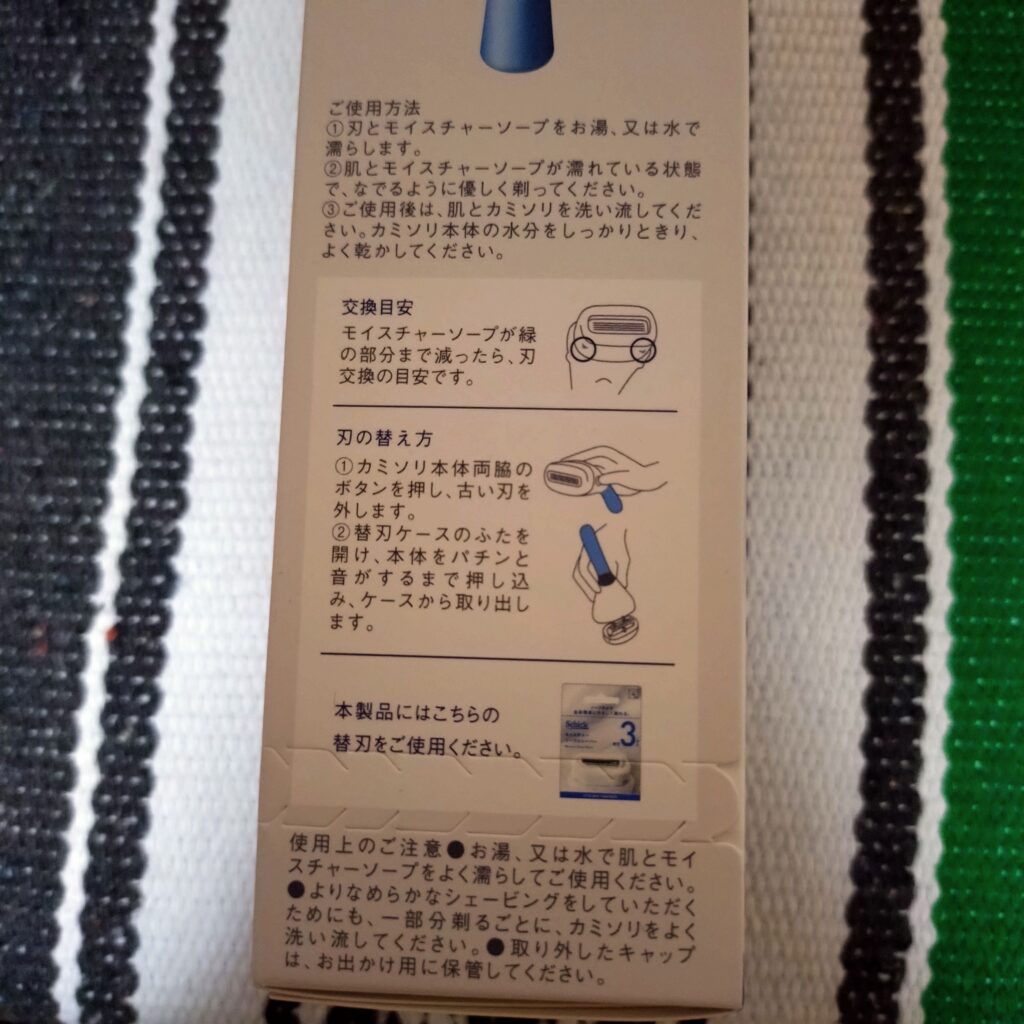 ご使用方法
①刃とモイスチャーソープをお湯、又は水で
濡らします。
②肌とモイスチャーソープが濡れている状態
で、なでるように優しく剃ってください。
③ご使用後は、肌とカミソリを洗い流してくだ
さい。カミソリ本体の水分をしっかりときり、
よく乾かしてください。
交換目安
モイスチャーソープが緑
の部分まで減ったら、刃
交換の目安です。
刃の替え方
①カミソリ本体両脇の
ボタンを押し、古い刃を
外します。
②替刃ケースのふたを
開け、本体をパチンと
音がするまで押し込
み、ケースから取り出し
ます。
本製品にはこちらの
替刃をご使用ください。
Schick
3
使用上のご注意●お湯、又は水で肌とモイ
スチャーソープをよく濡らしてご使用ください。
●よりなめらかなシェービングをしていただく
ためにも、一部分剃るごとに、カミソリをよく
洗い流してください。●取り外したキャップ
は、お出かけ用に保管してください。